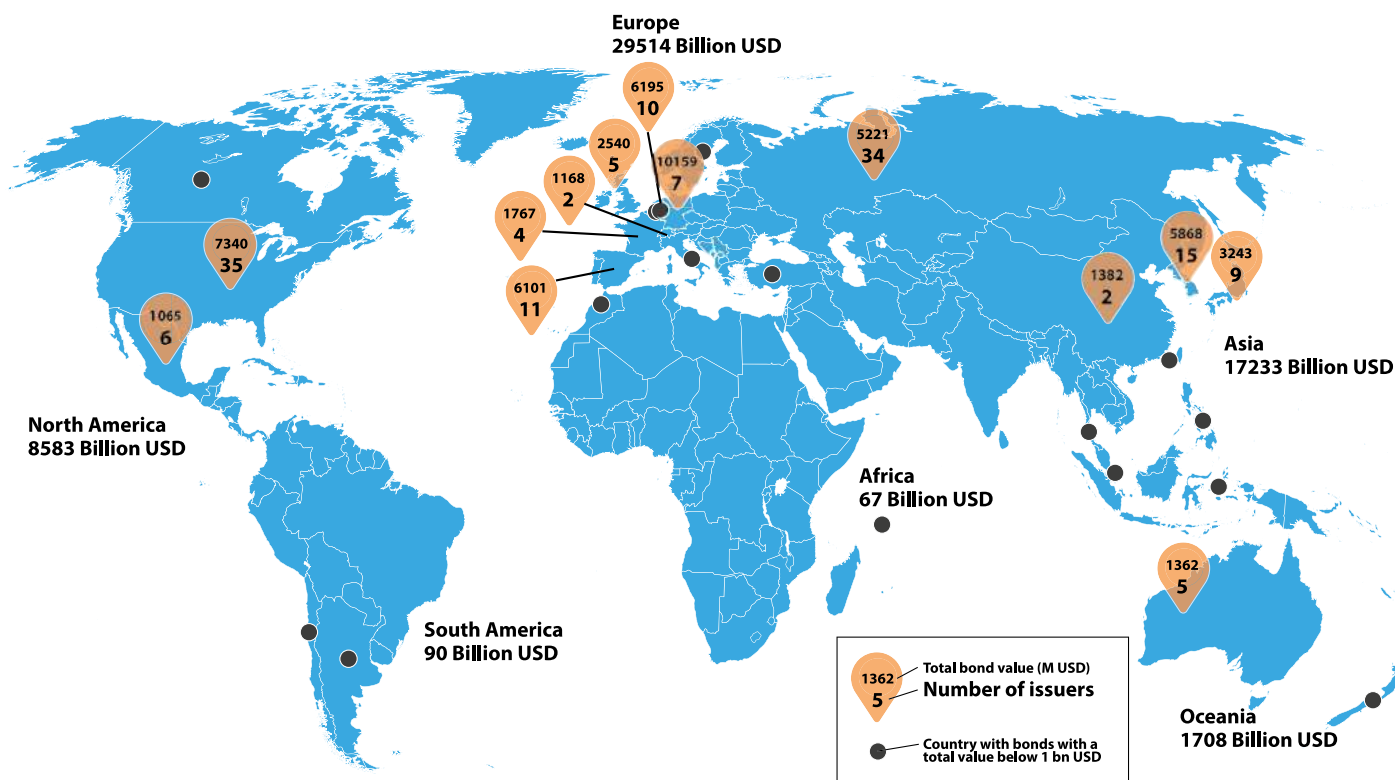 Europe
29514 Billion USD
6195
10
2540
5
10159
7
5221
34
1168
2
1767
4
7340
35
5868
15
3243
9
1382
2
6101
11
1065
6
Asia
17233 Billion USD
North America
8583 Billion USD
Africa
67 Billion USD
1362
5
South America
90 Billion USD
Total bond value (M USD)
1362
Number of issuers
5
Oceania
1708 Billion USD
Country with bonds with a
total value below 1 bn USD